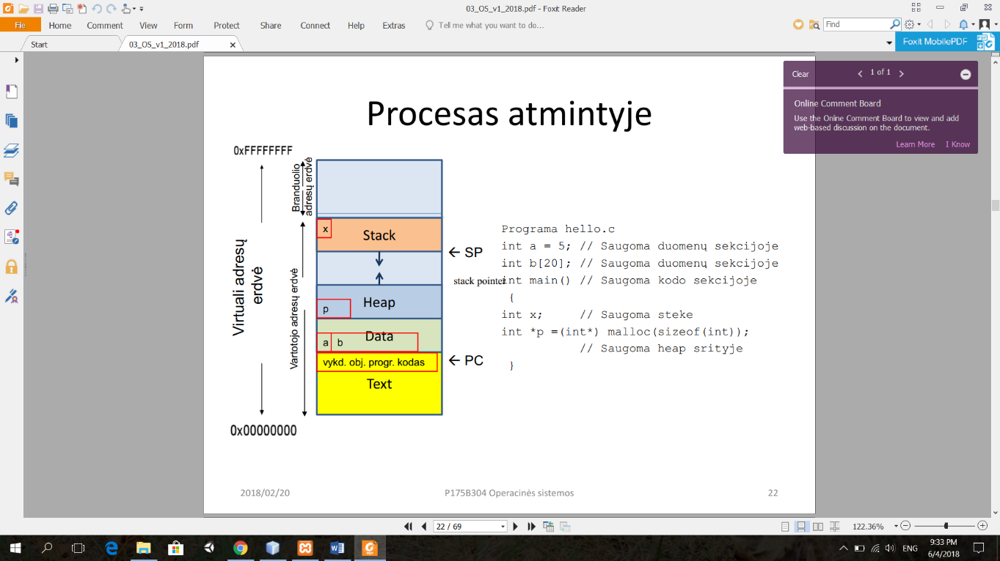 03_OS_v1_2018.pdf - Foxit Reader
File
Home
Comment
View
Form
Protect
Share
Connect
Help
Extras
Tell me what you want to do...
Find
Start
03_OS_v1_2018.pdf
Foxit MobilePDF
Clear
1 of 1
Online Comment Board
Use the Online Comment Board to view and add
web-based discussion on the document.
Learn More
I Know
Procesas atmintyje
0xFFFFFFFF
Branduolio
adresų erdvė
Virtuali adresų
erdvė
Vartotojo adresų erdvė
x
Stack
← SP
stack pointer
Heap
p
Data
a
b
vykd. obj. progr. kodas
← PC
Text
0x00000000
Programa hello.c
int a = 5; // Saugoma duomenų sekcijoje
int b[20]; // Saugoma duomenų sekcijoje
int main() // Saugoma kodo sekcijoje
{
int x; // Saugoma steke
int *p =(int*) malloc(sizeof(int));
// Saugoma heap srityje
}
2018/02/20
P175B304 Operacinės sistemos
22
22 / 69
122.36%
ENG
9:33 PM
6/4/2018